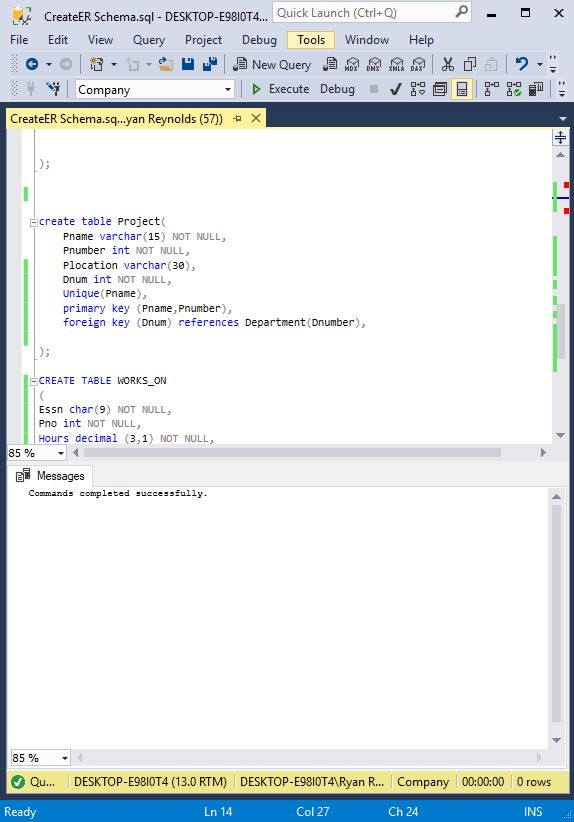 CreateER Schema.sql - DESKTOP-E98I0T4...
Quick Launch (Ctrl+Q)
File Edit View Query Project Debug Tools Window Help
New Query MDX DMX XMLA DAX
Company Execute Debug
CreateER Schema.sq...yan Reynolds (57))
);
create table Project(
Pname varchar(15) NOT NULL,
Pnumber int NOT NULL,
Plocation varchar(30),
Dnum int NOT NULL,
Unique(Pname),
primary key (Pname,Pnumber),
foreign key (Dnum) references Department(Dnumber),
);
CREATE TABLE WORKS_ON
(
Essn char(9) NOT NULL,
Pno int NOT NULL,
Hours decimal (3,1) NOT NULL,
85 %
Messages
Commands completed successfully.
85 %
Qu... DESKTOP-E98I0T4 (13.0 RTM) DESKTOP-E98I0T4\Ryan R... Company 00:00:00 0 rows
Ready Ln 14 Col 27 Ch 24 INS